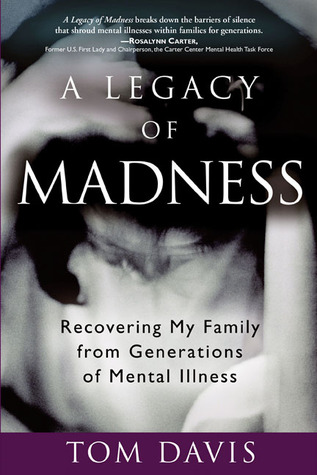 A Legacy of Madness breaks down the barriers of silence
that shroud mental illnesses within families for generations.
—ROSALYNN CARTER,
Former U.S. First Lady and Chairperson, the Carter Center Mental Health Task Force
A LEGACY
OF
MADNESS
Recovering My Family
from Generations
of Mental Illness
TOM DAVIS